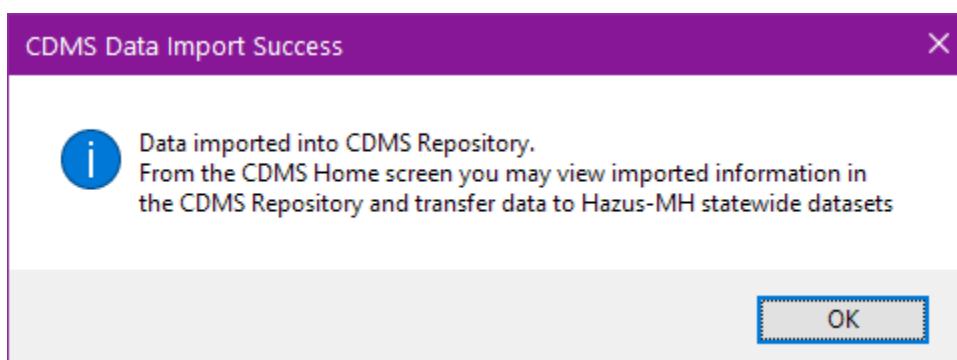 CDMS Data Import Success
Data imported into CDMS Repository.
From the CDMS Home screen you may view imported information in
the CDMS Repository and transfer data to Hazus-MH statewide datasets
OK